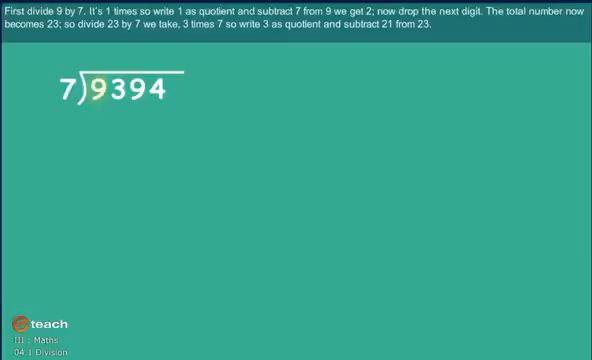 First divide 9 by 7. It's 1 times so write 1 as quotient and subtract 7 from 9 we get 2; now drop the next digit. The total number now
becomes 23; so divide 23 by 7 we take, 3 times 7 so write 3 as quotient and subtract 21 from 23.
7)9394
e teach
III : Maths
04.1 Division